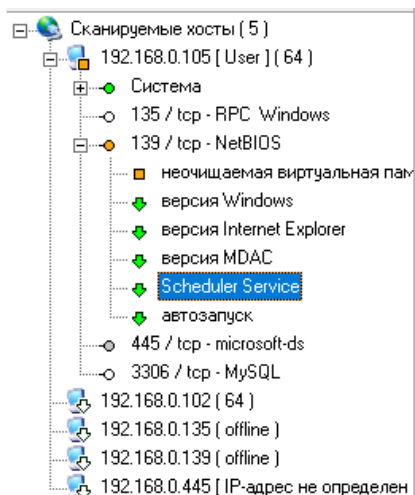 Сканируемые хосты ( 5 )
192.168.0.105 [ User ] ( 64 )
Система
135 / tcp - RPC Windows
139 / tcp - NetBIOS
неочищаемая виртуальная пам
версия Windows
версия Internet Explorer
версия MDAC
Scheduler Service
автозапуск
445 / tcp - microsoft-ds
3306 / tcp - MySQL
192.168.0.102 ( 64 )
192.168.0.135 ( offline )
192.168.0.139 ( offline )
192.168.0.445 [ IP-адрес не определен